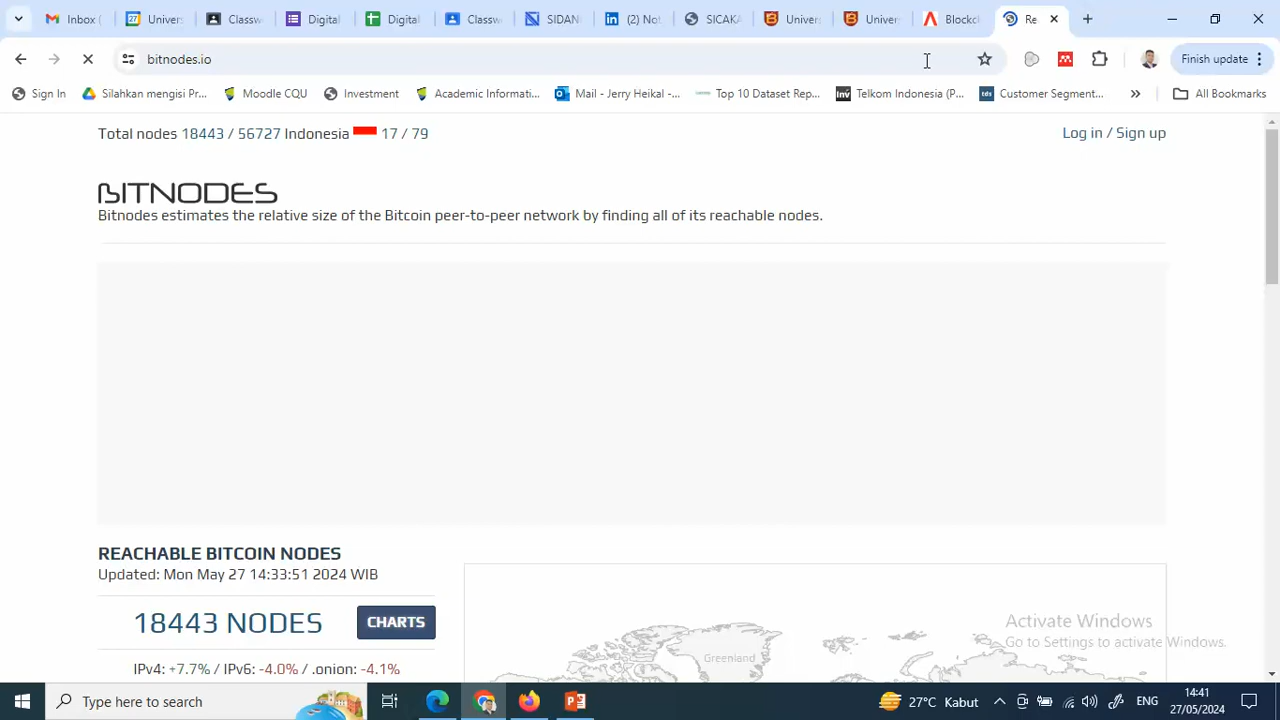 Inbox (
Univers
Classw
Digital
Digital
Classw
SIDAN
(2) Not
SICAKA
Univers
Univers
Blockch
Re
bitnodes.io
Finish update
Sign In
Silahkan mengisi Pr...
Moodle CQU
Investment
Academic Informati...
Mail - Jerry Heikal -...
Top 10 Dataset Rep...
Telkom Indonesia (P...
Customer Segment...
All Bookmarks
Total nodes 18443 / 56727 Indonesia 17 / 79
Log in / Sign up
BITNODES
Bitnodes estimates the relative size of the Bitcoin peer-to-peer network by finding all of its reachable nodes.
REACHABLE BITCOIN NODES
Updated: Mon May 27 14:33:51 2024 WIB
18443 NODES
CHARTS
IPv4: +7.7% / IPv6: -4.0% / .onion: -4.1%
Greenland
Activate Windows
Go to Settings to activate Windows.
Type here to search
27°C Kabut
ENG
14:41
27/05/2024